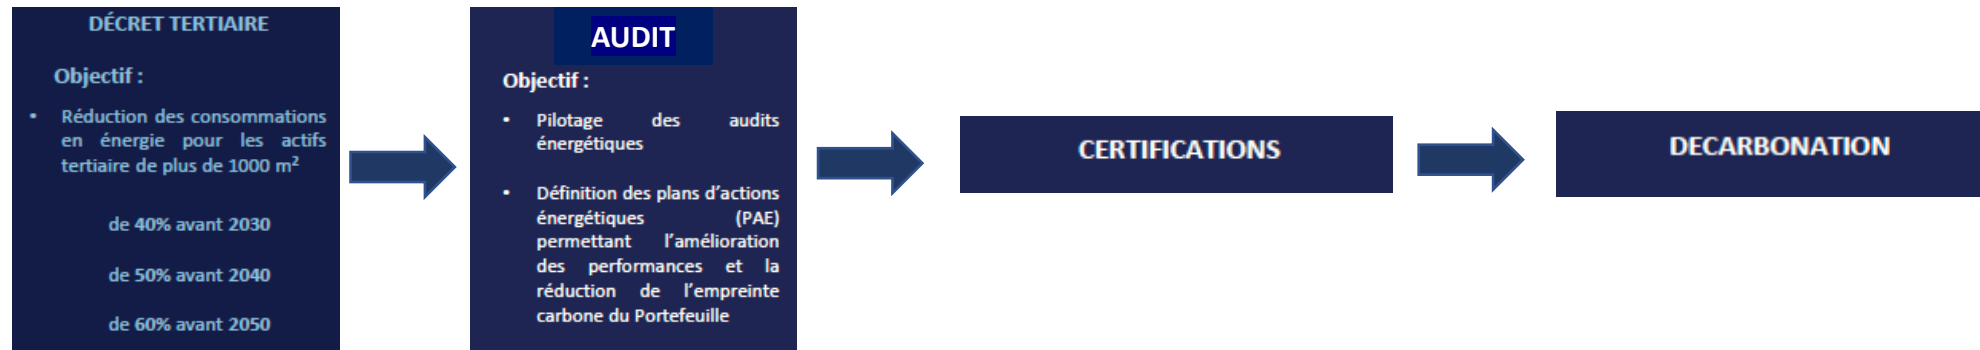 DÉCRET TERTIAIRE
Objectif :
• Réduction des consommations
en énergie pour les actifs
tertiaire de plus de 1000 m²
de 40% avant 2030
de 50% avant 2040
de 60% avant 2050
AUDIT
Objectif :
• Pilotage des audits
énergétiques
• Définition des plans d’actions
énergétiques (PAE)
permettant l’amélioration
des performances et la
réduction de l’empreinte
carbone du Portefeuille
CERTIFICATIONS
DECARBONATION